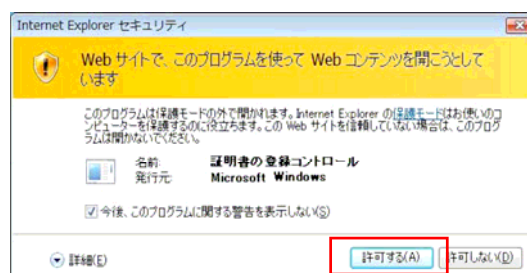 Internet Explorer セキュリティ
Web サイトで、このプログラムを使って Web コンテンツを開こうとして
います
このプログラムは保護モードの外で開かれます。Internet Explorer の保護モードはお使いのコ
ンピューターを保護するのに役立ちます。この Web サイトを信頼していない場合は、このプログ
ラムは開かないでください。
名前: 証明書の登録コントロール
発行元: Microsoft Windows
今後、このプログラムに関する警告を表示しない(S)
詳細(E) 許可する(A) 許可しない(D)